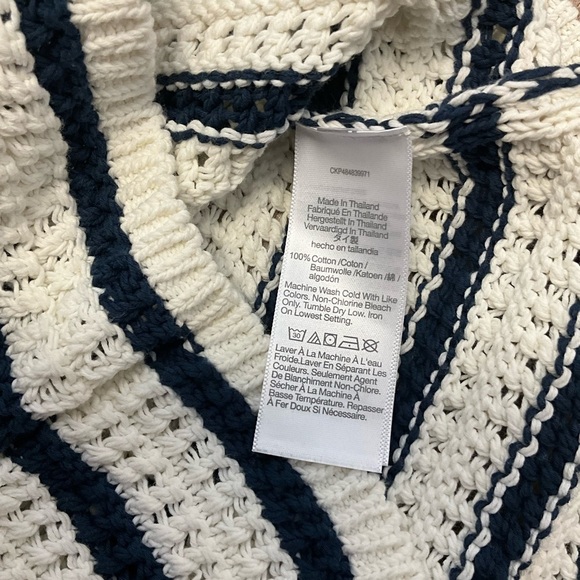 CKP484839971
Made In Thailand
Fabriqué En Thaïlande
Hergestellt In Thailand
Vervaardigd In Thailand
タイ製
hecho en tailandia
100% Cotton /Coton /
Baumwolle /Katoen /綿 /
algodón
Machine Wash Cold With Like
Colors. Non-Chlorine Bleach
Only. Tumble Dry Low. Iron
On Lowest Setting.
30
Laver À La Machine À L'eau
Froide.Laver En Séparant Les
Couleurs. Seulement Agent
De Blanchiment Non-Chlore.
Sécher À La Machine À
Basse Température. Repasser
À Fer Doux Si Nécessaire.